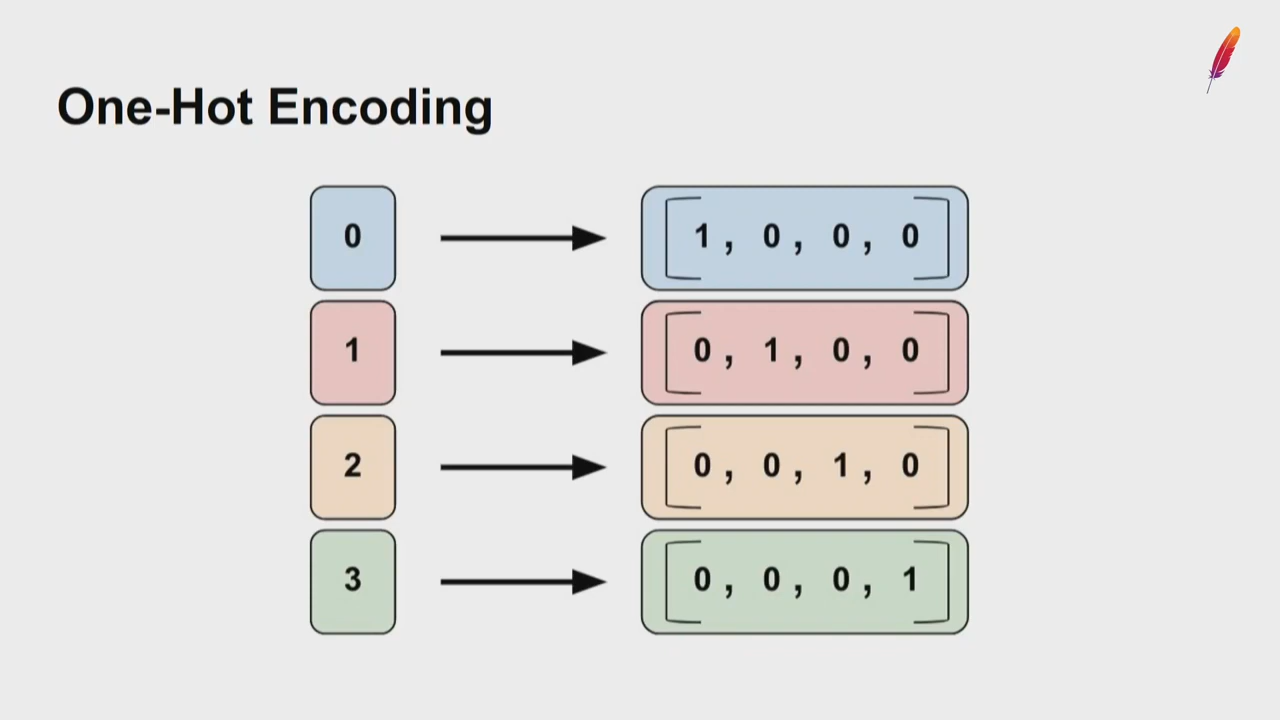 One-Hot Encoding
0 [1, 0, 0, 0]
1 [0, 1, 0, 0]
2 [0, 0, 1, 0]
3 [0, 0, 0, 1]